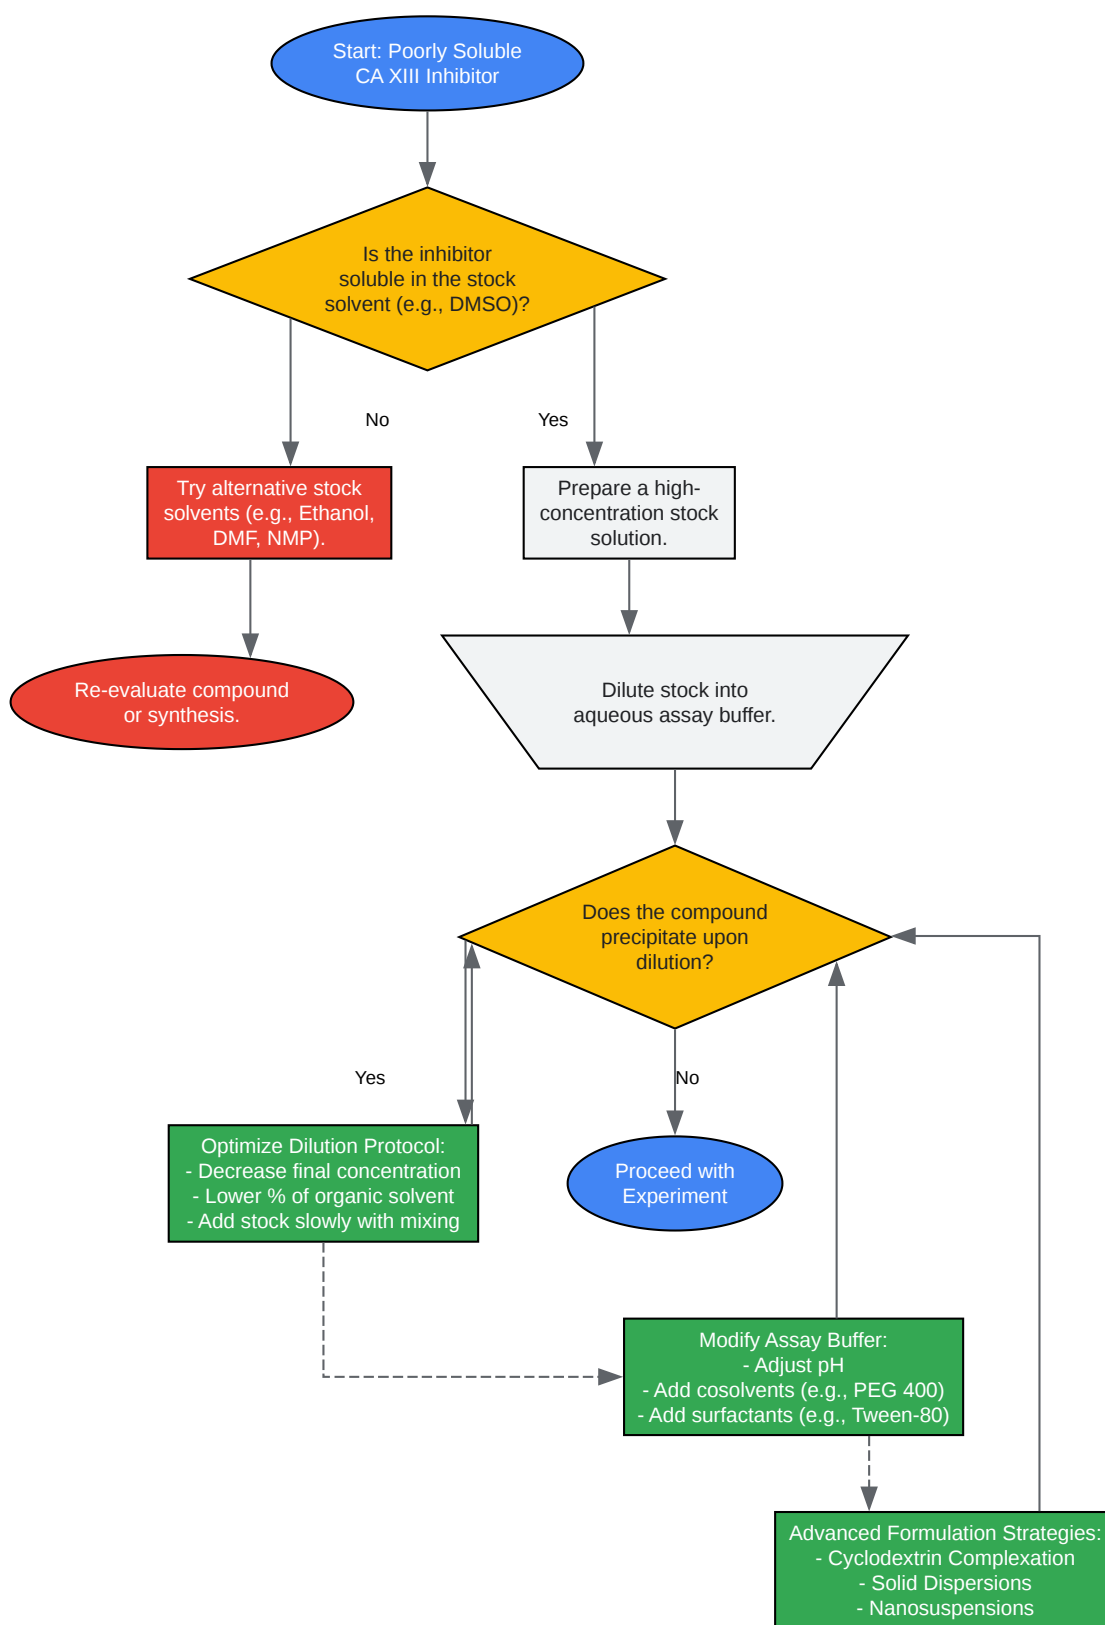 Start: Poorly Soluble
CA XIII Inhibitor
Is the inhibitor
soluble in the stock
solvent (e.g., DMSO)?
No
Yes
Try alternative stock
solvents (e.g., Ethanol,
DMF, NMP).
Prepare a high-
concentration stock
solution.
Re-evaluate compound
or synthesis.
Dilute stock into
aqueous assay buffer.
Does the compound
precipitate upon
dilution?
Yes
No
Optimize Dilution Protocol:
- Decrease final concentration
- Lower % of organic solvent
- Add stock slowly with mixing
Proceed with
Experiment
Modify Assay Buffer:
- Adjust pH
- Add cosolvents (e.g., PEG 400)
- Add surfactants (e.g., Tween-80)
Advanced Formulation Strategies:
- Cyclodextrin Complexation
- Solid Dispersions
- Nanosuspensions